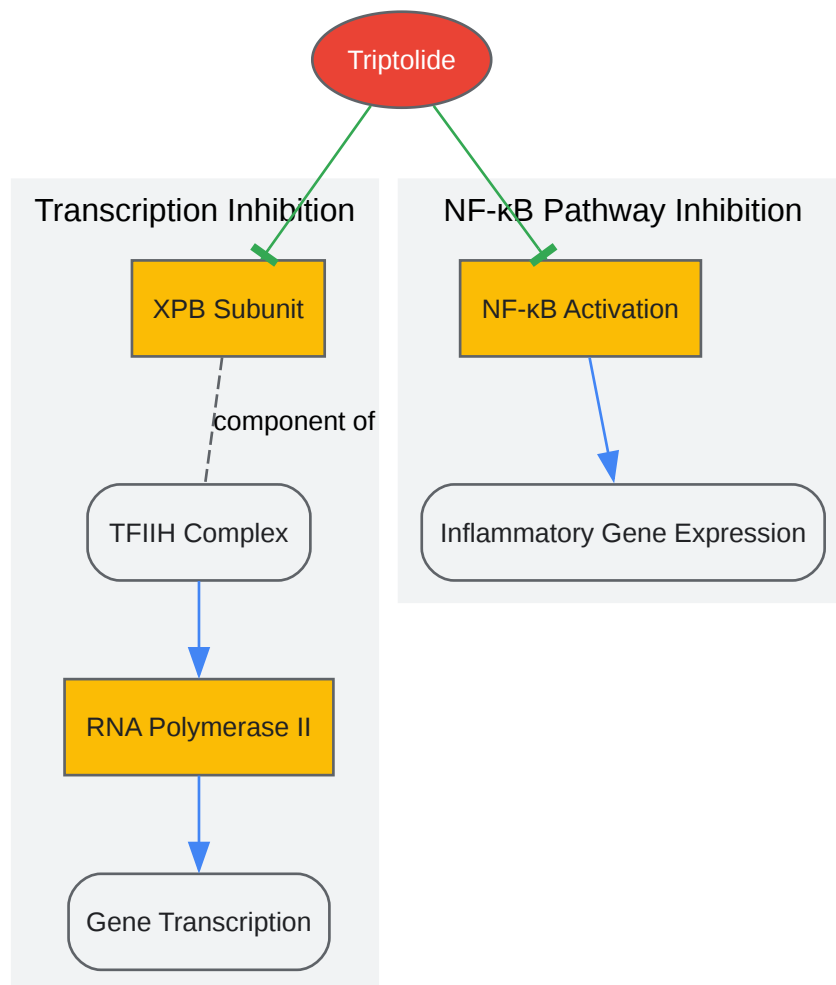 Triptolide
Transcription Inhibition
XPB Subunit
component of
TFIIH Complex
RNA Polymerase II
Gene Transcription
NF-κB Pathway Inhibition
NF-κB Activation
Inflammatory Gene Expression